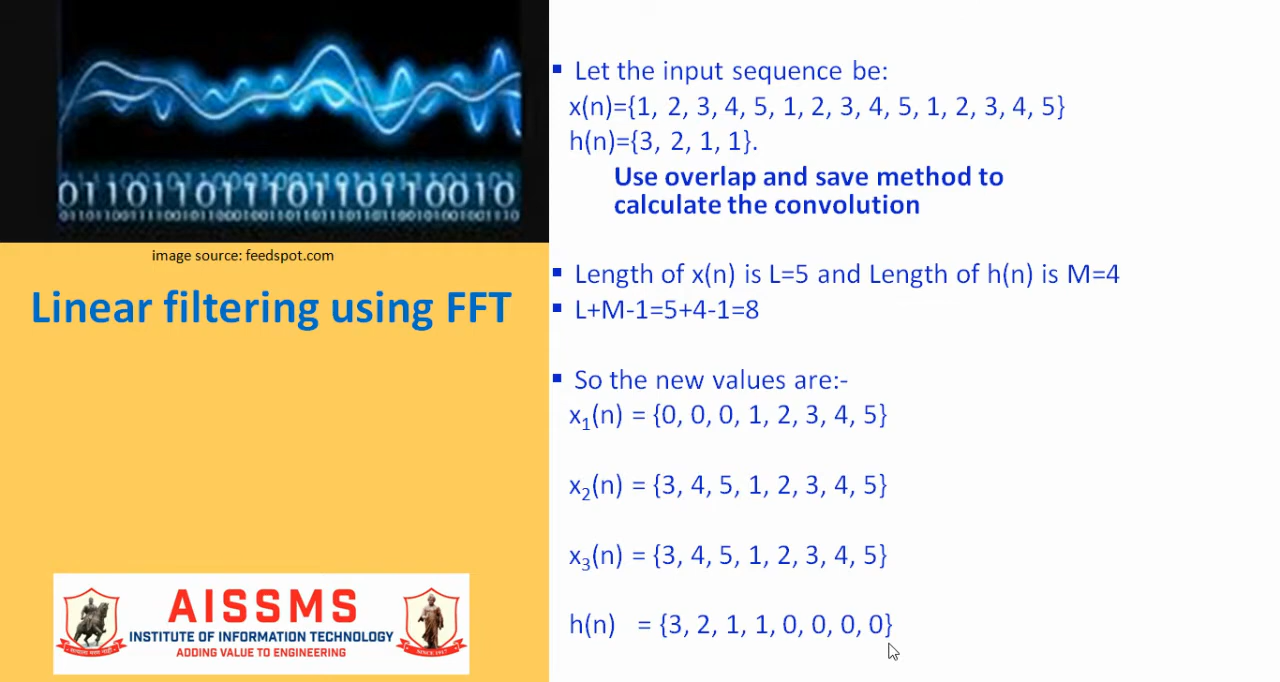 0110110111101101100010
image source: feedspot.com
Linear filtering using FFT
AISSMS
INSTITUTE OF INFORMATION TECHNOLOGY
ADDING VALUE TO ENGINEERING
SINCE 1917
▪ Let the input sequence be:
x(n)={1, 2, 3, 4, 5, 1, 2, 3, 4, 5, 1, 2, 3, 4, 5}
h(n)={3, 2, 1, 1}.
Use overlap and save method to
calculate the convolution
▪ Length of x(n) is L=5 and Length of h(n) is M=4
▪ L+M-1=5+4-1=8
▪ So the new values are:-
x₁(n) = {0, 0, 0, 1, 2, 3, 4, 5}
x₂(n) = {3, 4, 5, 1, 2, 3, 4, 5}
x₃(n) = {3, 4, 5, 1, 2, 3, 4, 5}
h(n) = {3, 2, 1, 1, 0, 0, 0, 0}